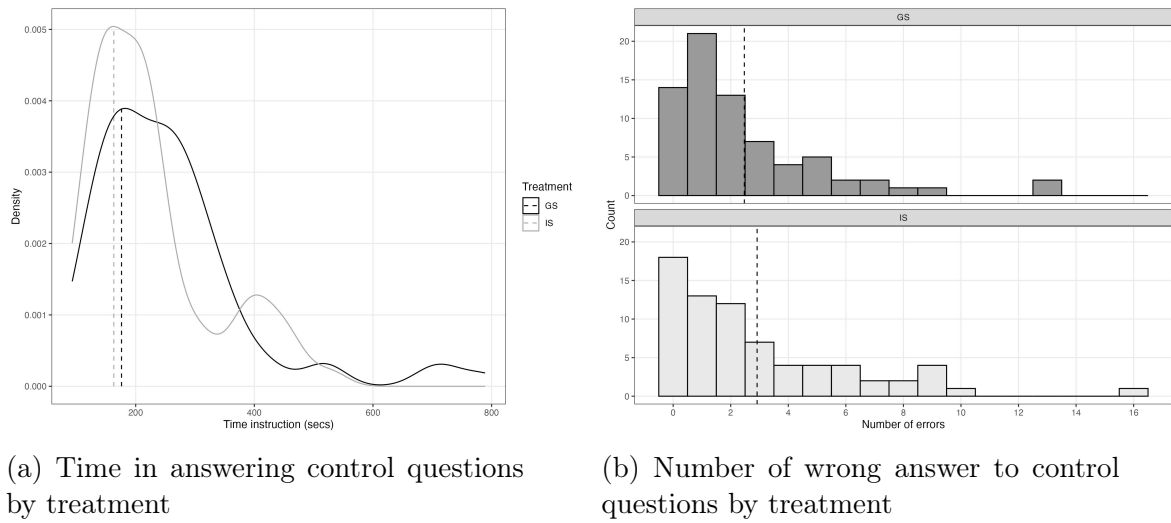 0.005
0.004
0.003
0.002
0.001
0.000
Density
200
400
600
800
Time instruction (secs)
Treatment
GS
IS
(a) Time in answering control questions
by treatment
GS
20
15
10
5
0
IS
20
15
10
5
0
Count
0
2
4
6
8
10
12
14
16
Number of errors
(b) Number of wrong answer to control
questions by treatment